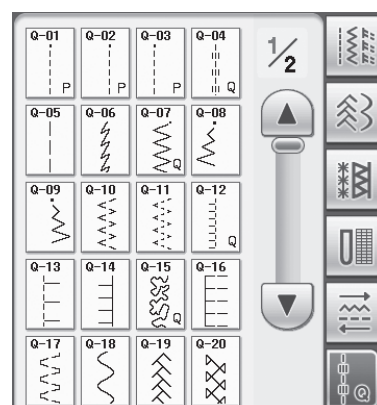 Q-01 Q-02 Q-03 Q-04 1/2
P P P Q
Q-05 Q-06 Q-07 Q-08
Q
Q-09 Q-10 Q-11 Q-12
Q
Q-13 Q-14 Q-15 Q-16
Q
Q-17 Q-18 Q-19 Q-20
Q